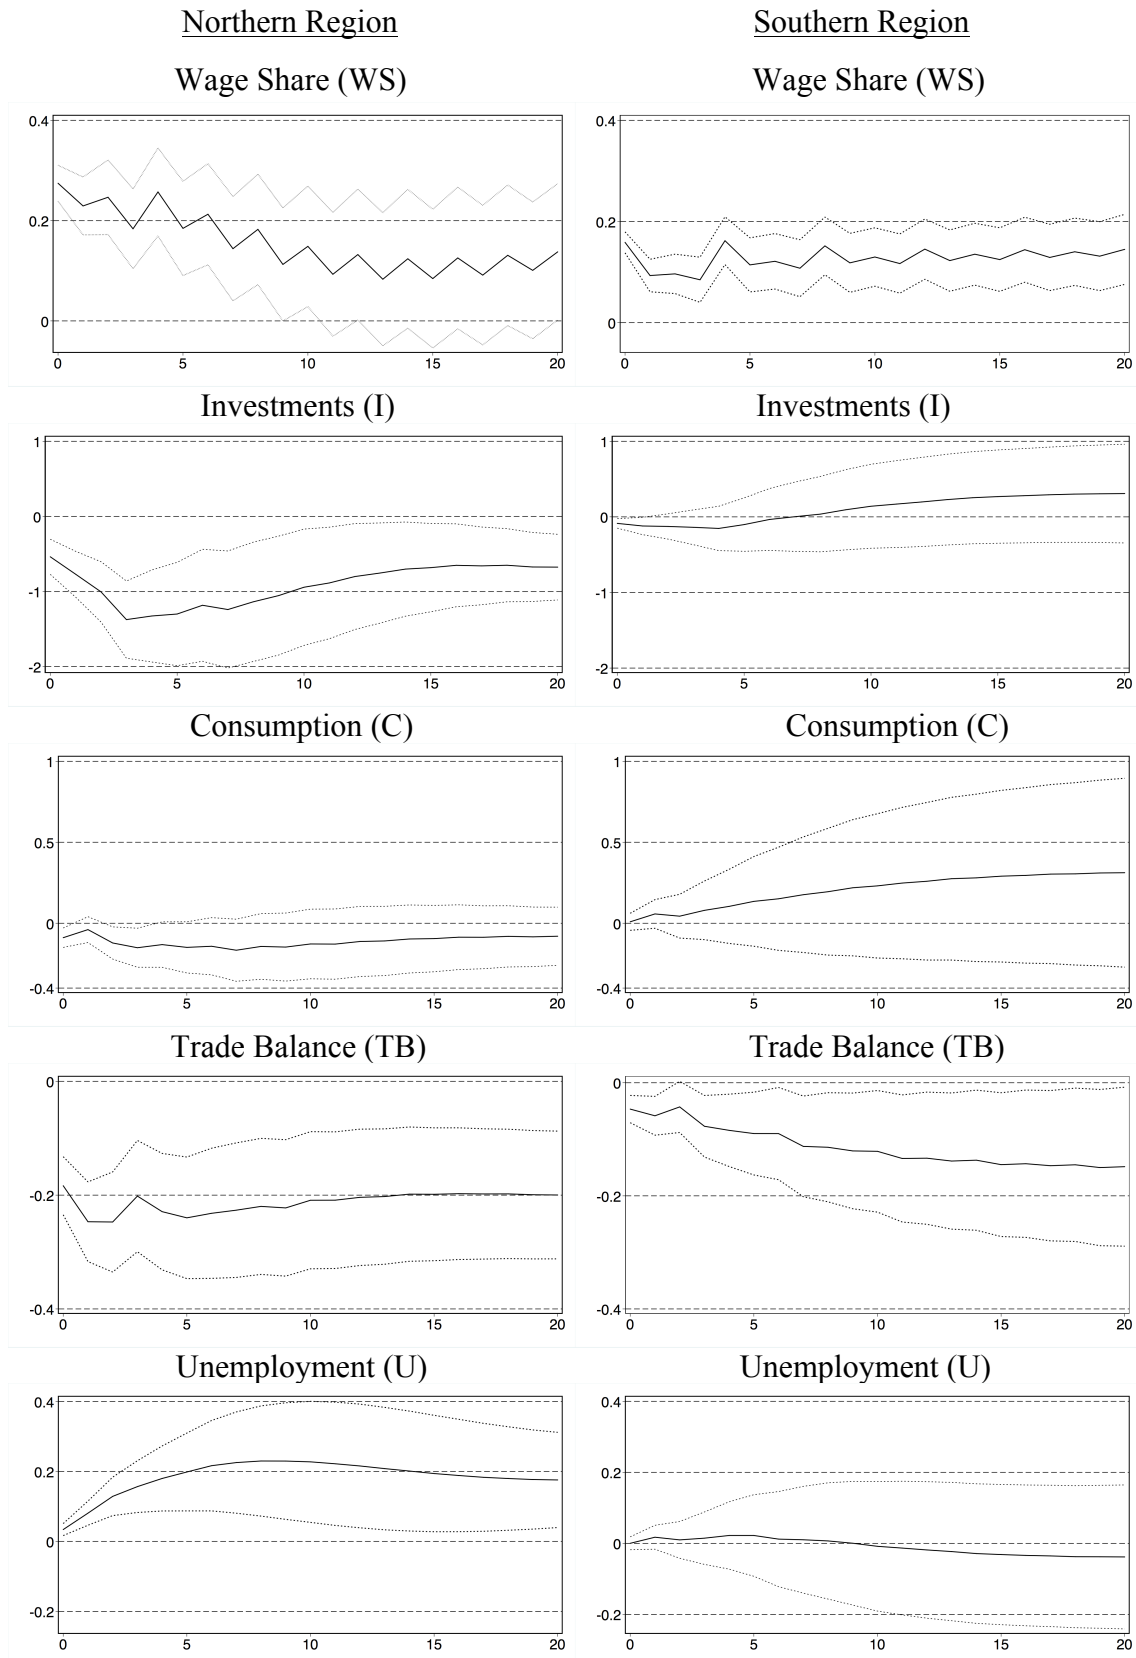 Northern Region Southern Region
Wage Share (WS) Wage Share (WS)
0.4 0.4
0.2 0.2
0 0
0 5 10 15 20 0 5 10 15 20
Investments (I) Investments (I)
1 1
0 0
-1 -1
-2 -2
0 5 10 15 20 0 5 10 15 20
Consumption (C) Consumption (C)
1 1
0.5 0.5
0 0
-0.4 -0.4
0 5 10 15 20 0 5 10 15 20
Trade Balance (TB) Trade Balance (TB)
0 0
-0.2 -0.2
-0.4 -0.4
0 5 10 15 20 0 5 10 15 20
Unemployment (U) Unemployment (U)
0.4 0.4
0.2 0.2
0 0
-0.2 -0.2
0 5 10 15 20 0 5 10 15 20